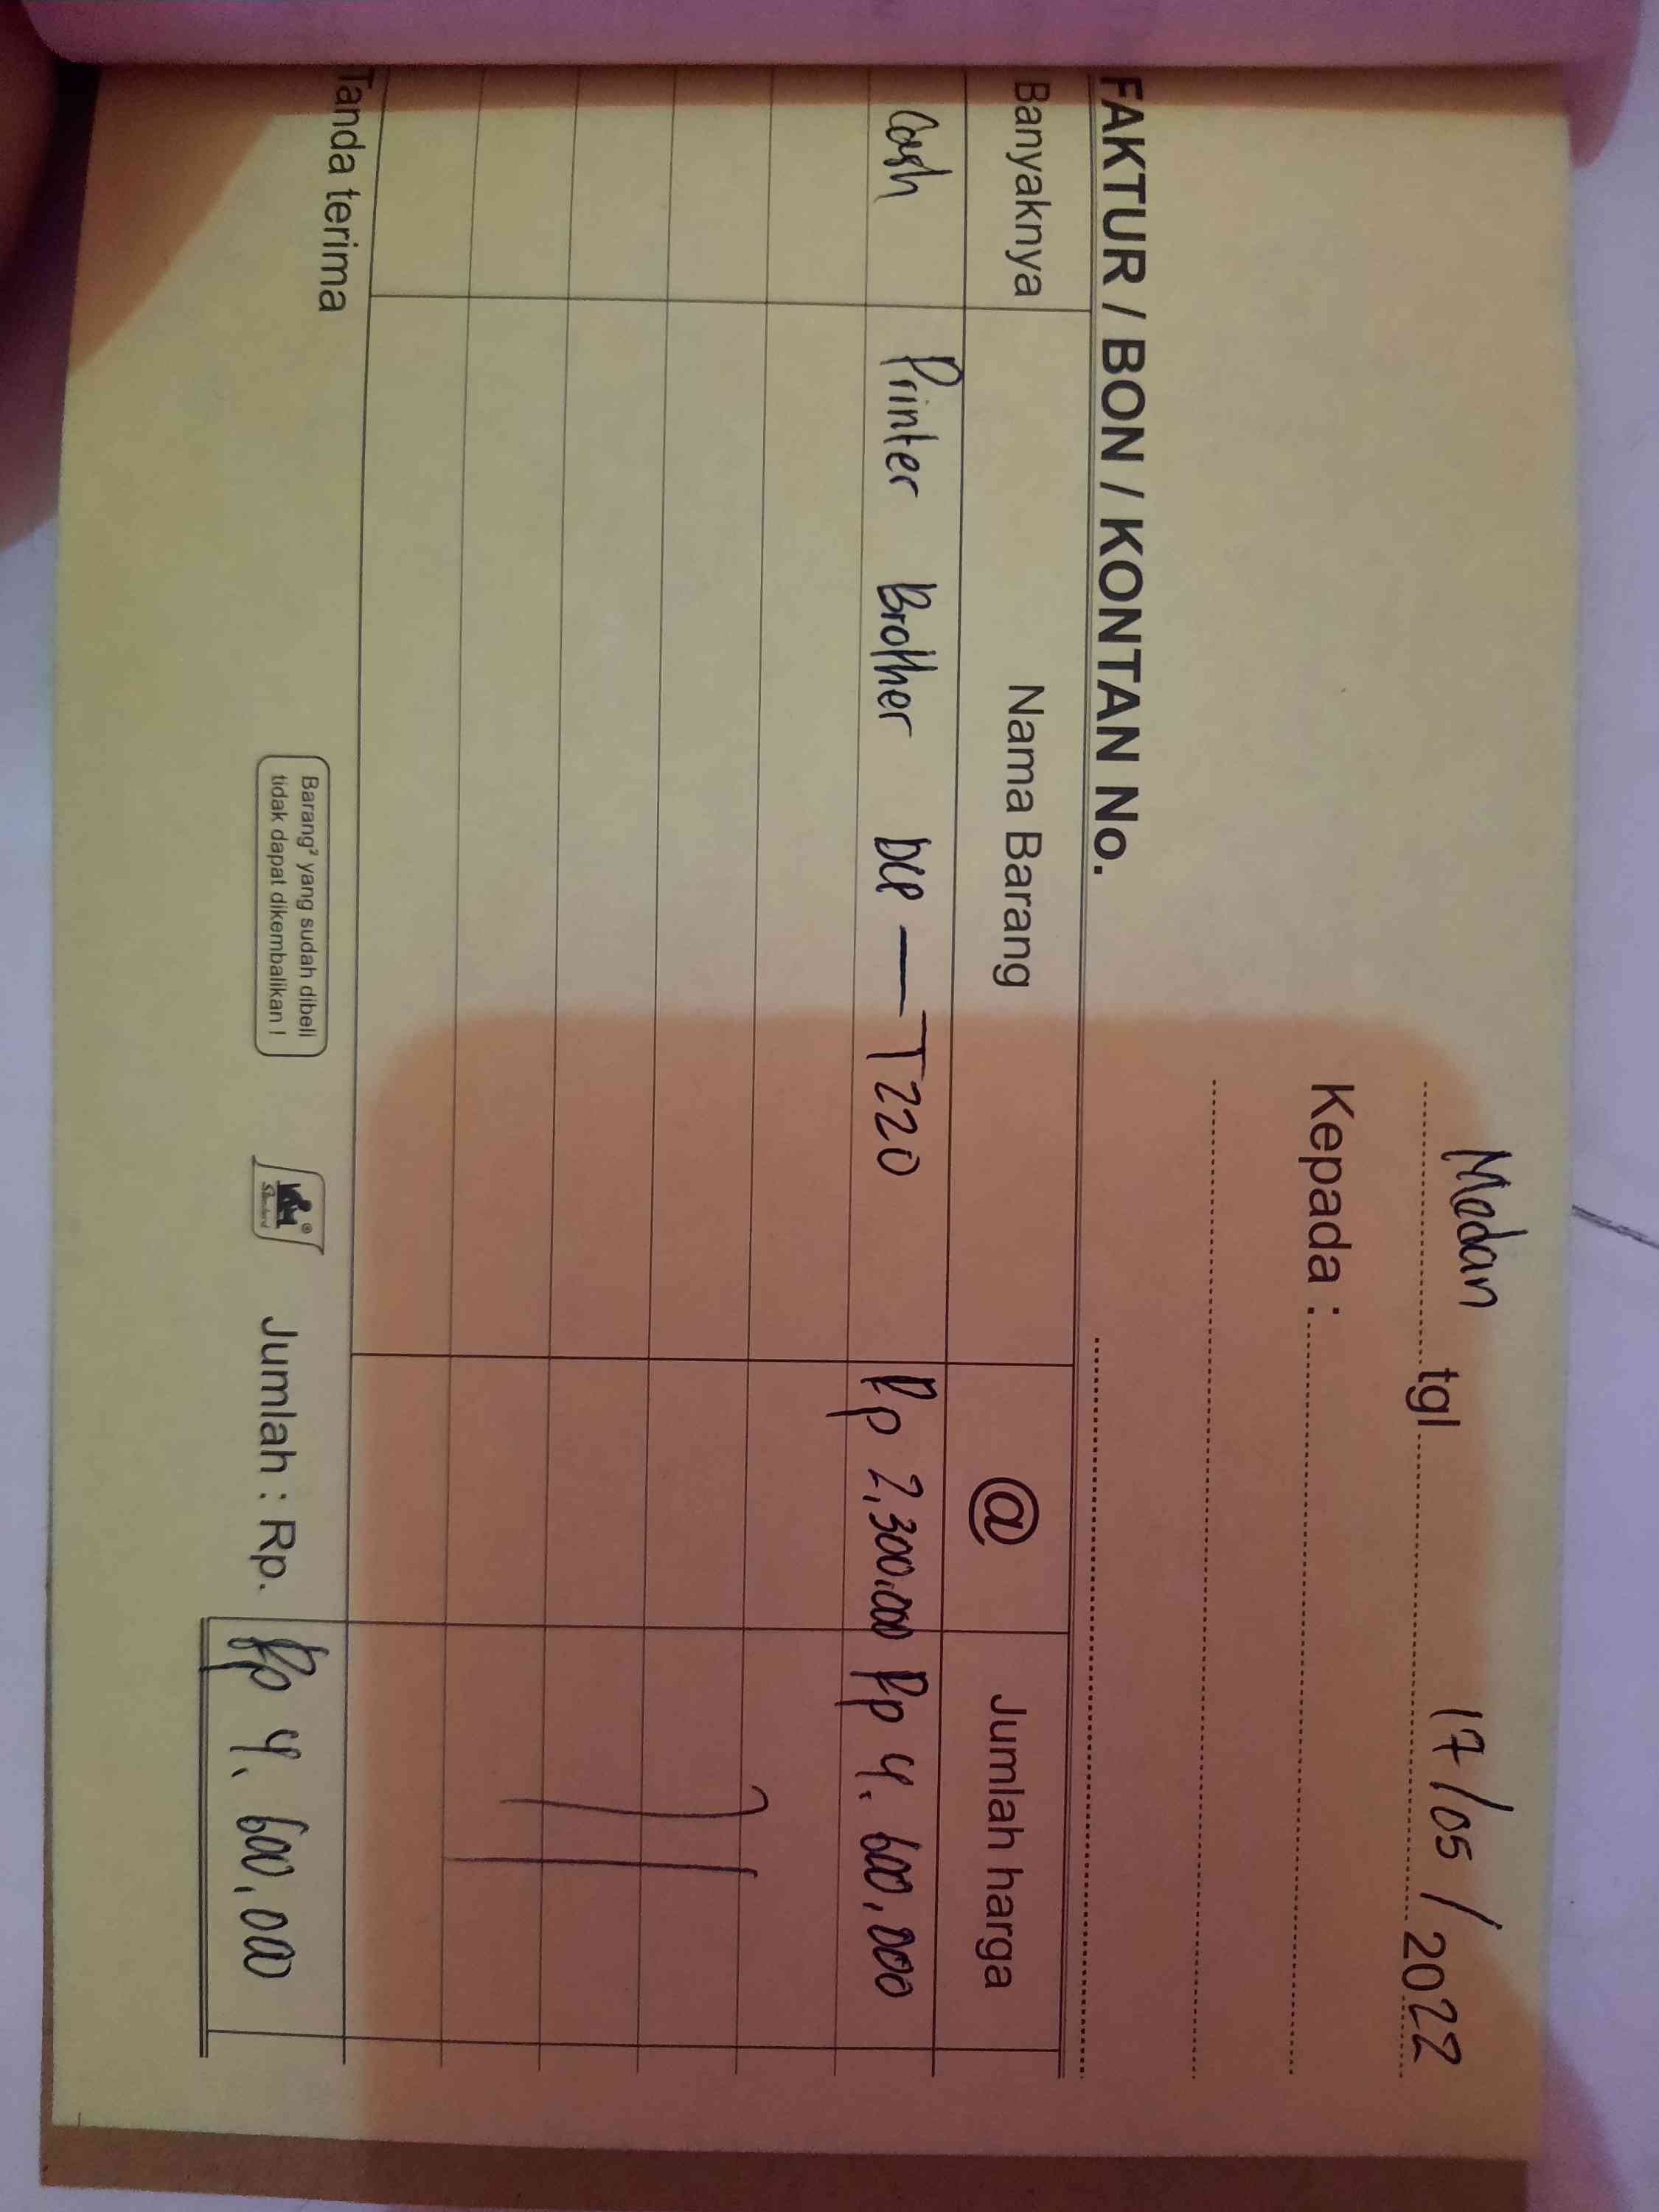 Medan tgl 17/05/2022
Kepada :
FAKTUR / BON / KONTAN No.
Banyaknya Nama Barang @ Jumlah harga
Cash Printer Brother DCP — T220 Rp 2,300.000 Rp 4.600.000
Tanda terima
Barang² yang sudah dibeli
tidak dapat dikembalikan !
Standard
Jumlah : Rp. Rp 4.600.000